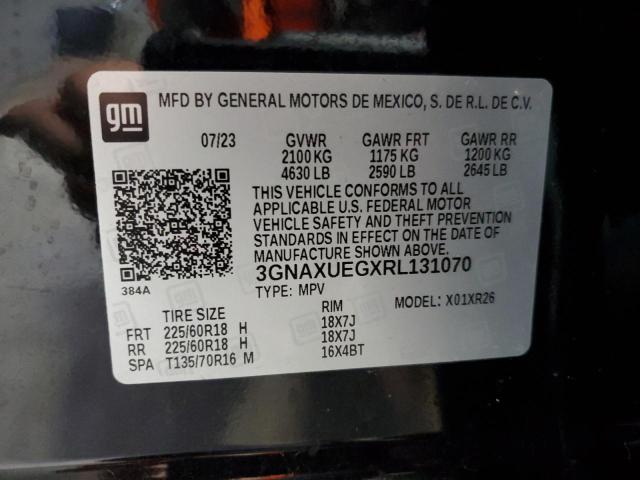 gm
MFD BY GENERAL MOTORS DE MEXICO, S. DE R.L. DE C.V.
07/23 GVWR GAWR FRT GAWR RR
2100 KG 1175 KG 1200 KG
4630 LB 2590 LB 2645 LB
THIS VEHICLE CONFORMS TO ALL
APPLICABLE U.S. FEDERAL MOTOR
VEHICLE SAFETY AND THEFT PREVENTION
STANDARDS IN EFFECT ON THE DATE OF
MANUFACTURE SHOWN ABOVE.
384A
3GNAXUEGXRL131070
TYPE: MPV MODEL: X01XR26
TIRE SIZE RIM
FRT 225/60R18 H 18X7J
RR 225/60R18 H 18X7J
SPA T135/70R16 M 16X4BT